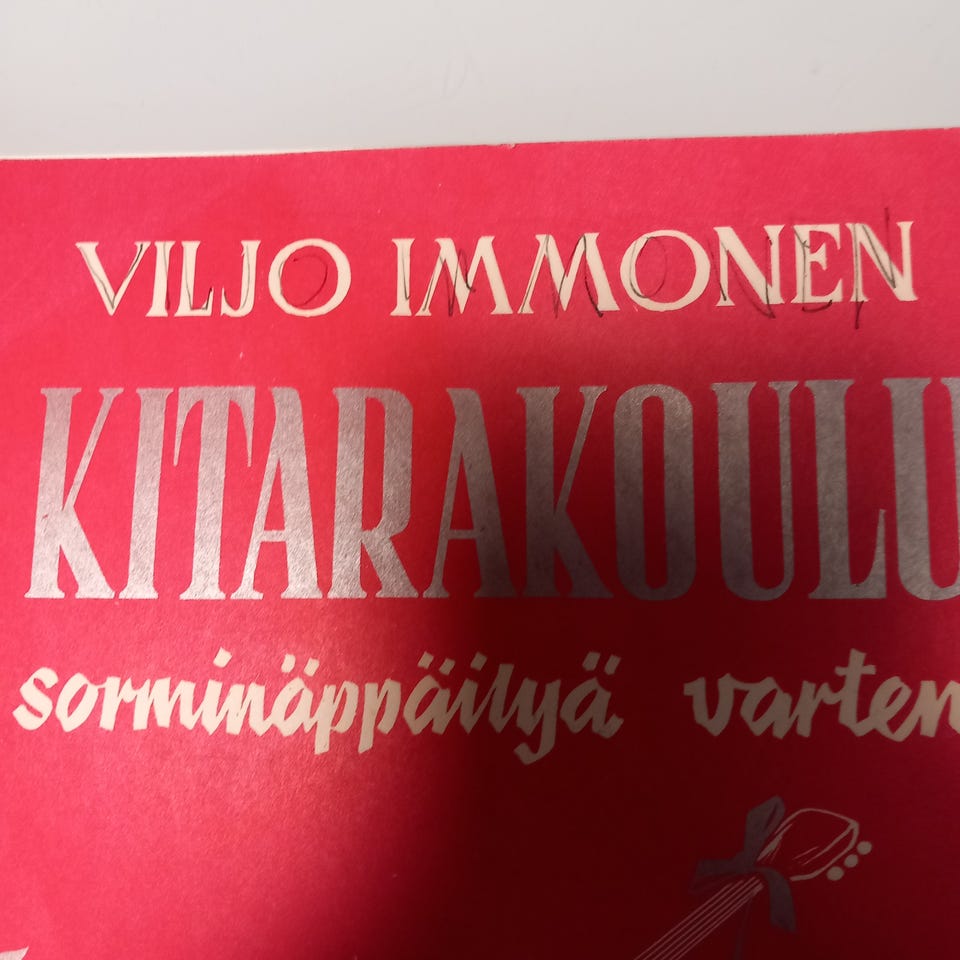 VILJO IMMONEN
KITARAKOULU
sorminäppäilyä varten